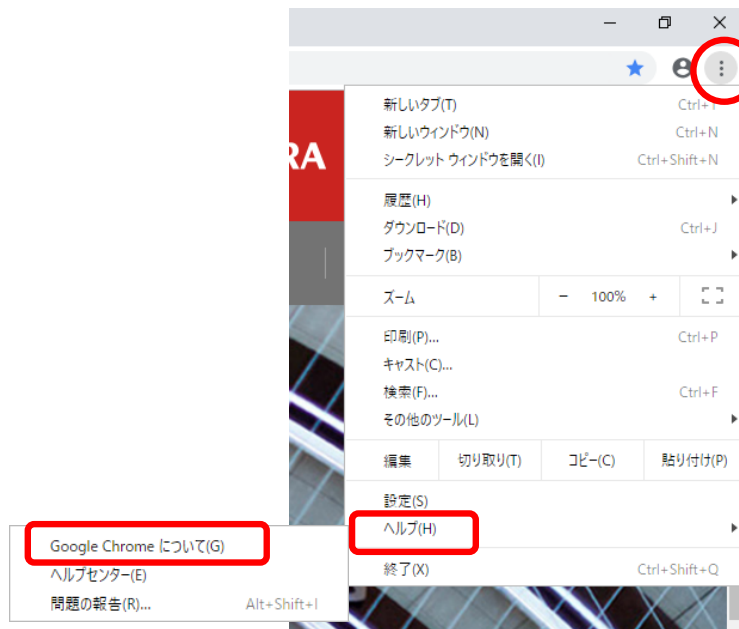 RA
新しいタブ(T) Ctrl+T
新しいウィンドウ(N) Ctrl+N
シークレット ウィンドウを開く(I) Ctrl+Shift+N
履歴(H)
ダウンロード(D) Ctrl+J
ブックマーク(B)
ズーム － 100% +
印刷(P)... Ctrl+P
キャスト(C)...
検索(F)... Ctrl+F
その他のツール(L)
編集 切り取り(T) コピー(C) 貼り付け(P)
設定(S)
ヘルプ(H)
終了(X) Ctrl+Shift+Q
Google Chrome について(G)
ヘルプセンター(E)
問題の報告(R)... Alt+Shift+I